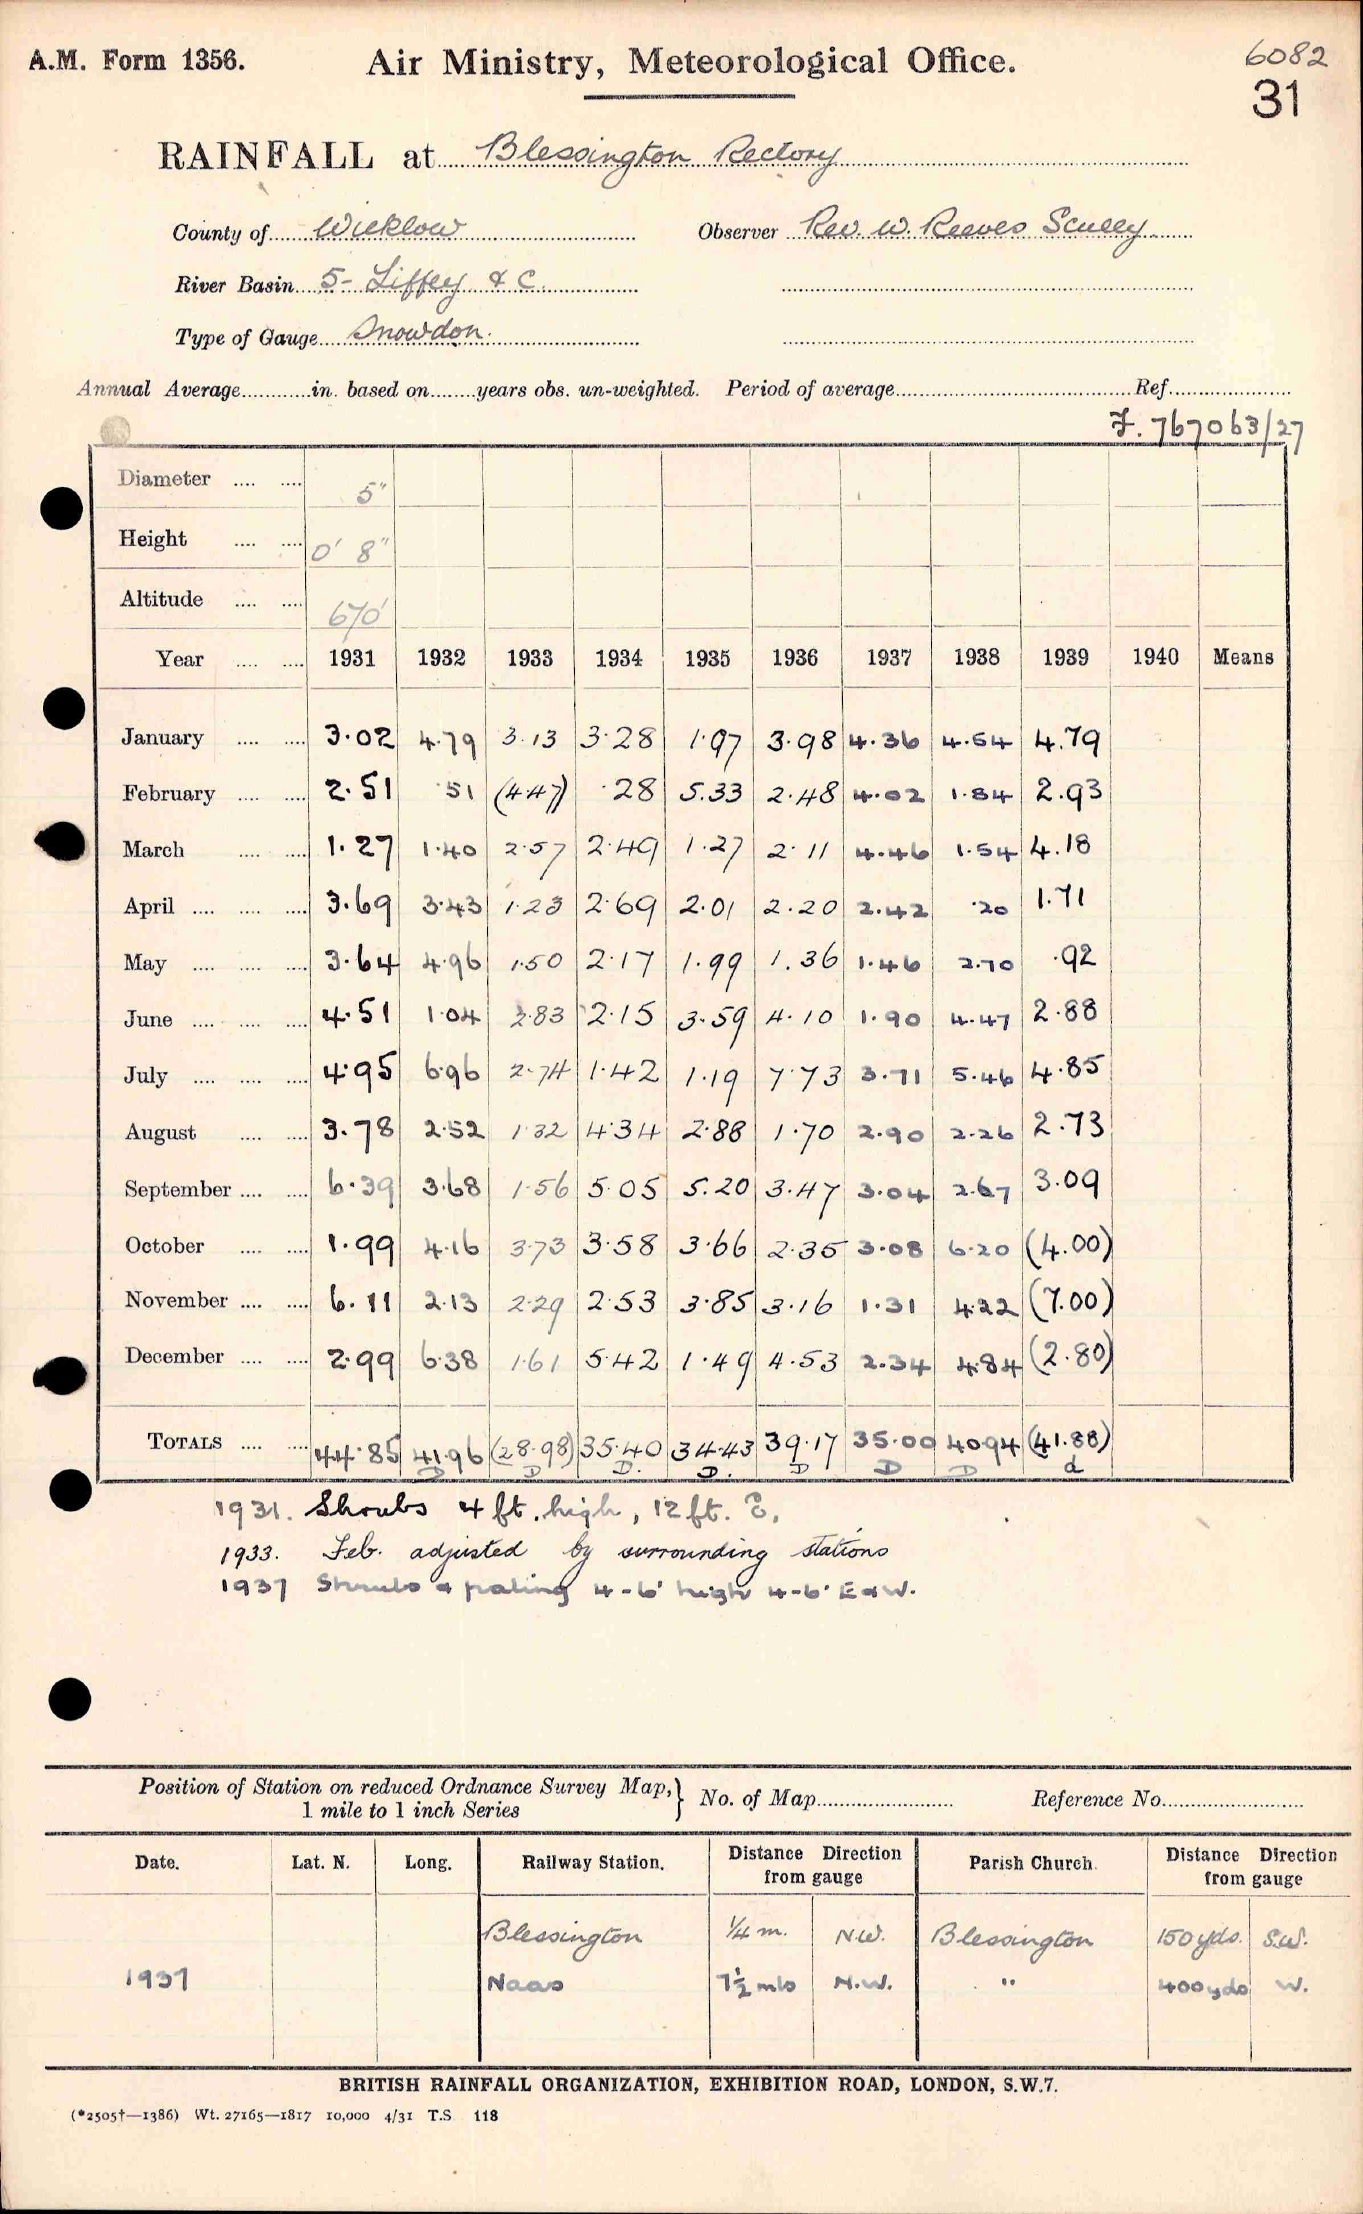 A.M. Form 1356.
Air Ministry, Meteorological Office.
6082
31
RAINFALL at Blessington Rectory
County of Wicklow Observer Rev. W. Reeves Scully
River Basin 5- Liffey & C.
Type of Gauge Snowdon.
Annual Average in. based on years obs. un-weighted. Period of average Ref.
F. 767063/27
Diameter 5"
Height 0' 8"
Altitude 670'
Year 1931 1932 1933 1934 1935 1936 1937 1938 1939 1940 Means
January 3.02 4.79 3.13 3.28 1.97 3.98 4.36 4.54 4.79
February 2.51 .51 (4.47) .28 5.33 2.48 4.02 1.84 2.93
March 1.27 1.40 2.57 2.49 1.27 2.11 4.46 1.54 4.18
April 3.69 3.43 1.23 2.69 2.01 2.20 2.42 .20 1.71
May 3.64 4.96 1.50 2.17 1.99 1.36 1.46 2.70 .92
June 4.51 1.04 2.83 2.15 3.59 4.10 1.90 4.47 2.88
July 4.95 6.96 2.74 1.42 1.19 7.73 3.71 5.46 4.85
August 3.78 2.52 1.32 4.34 2.88 1.70 2.90 2.26 2.73
September 6.39 3.68 1.56 5.05 5.20 3.47 3.04 2.67 3.09
October 1.99 4.16 3.73 3.58 3.66 2.35 3.08 6.20 (4.00)
November 6.11 2.13 2.29 2.53 3.85 3.16 1.31 4.22 (7.00)
December 2.99 6.38 1.61 5.42 1.49 4.53 2.34 4.84 (2.80)
TOTALS 44.85 41.96 (28.98) 35.40 34.43 39.17 35.00 40.94 (41.88)
D D D. D. D D D d
1931. Shrubs 4 ft. high, 12 ft. E.
1933. Feb. adjusted by surrounding stations
1937 Shrubs & paling 4-6' high 4-6' E & W.
Position of Station on reduced Ordnance Survey Map, 1 mile to 1 inch Series } No. of Map Reference No.
Date. Lat. N. Long. Railway Station. Distance Direction from gauge Parish Church. Distance Direction from gauge
Blessington 1/4 m. N.W. Blessington 150 yds. S.W.
1937 Naas 7 1/2 mls N.W. " 400 yds W.
BRITISH RAINFALL ORGANIZATION, EXHIBITION ROAD, LONDON, S.W.7.
(*2505†—1386) Wt. 27165—1817 10,000 4/31 T.S 118